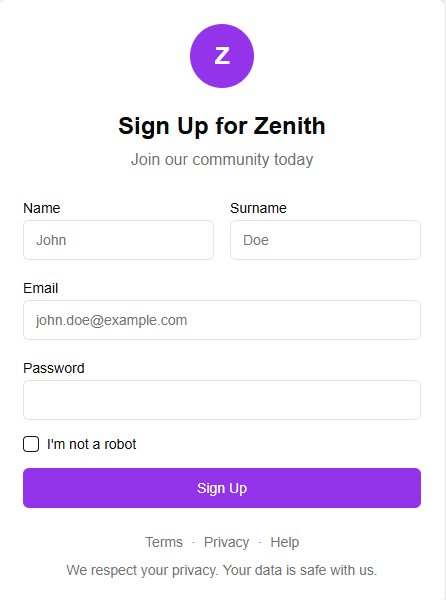 Z
Sign Up for Zenith
Join our community today
Name Surname
John Doe
Email
john.doe@example.com
Password
I'm not a robot
Sign Up
Terms · Privacy · Help
We respect your privacy. Your data is safe with us.